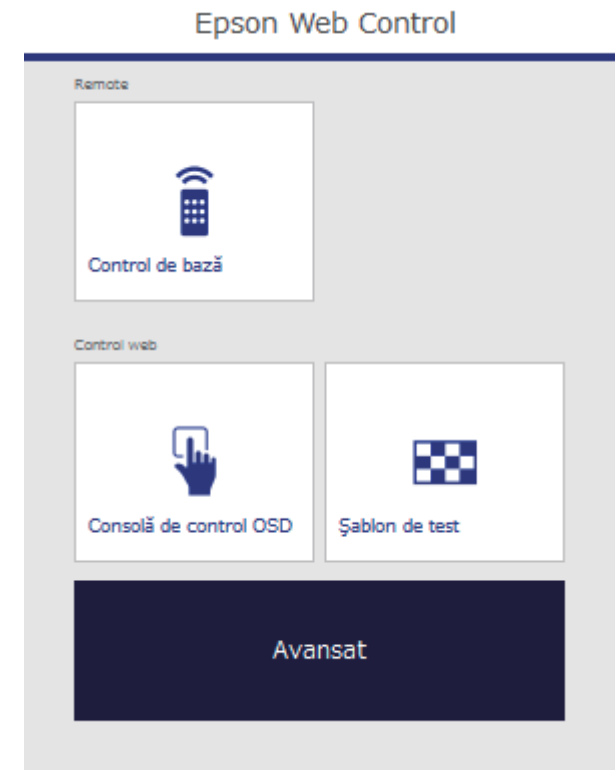 Epson Web Control
Remote
Control de bază
Control web
Consolă de control OSD
Şablon de test
Avansat